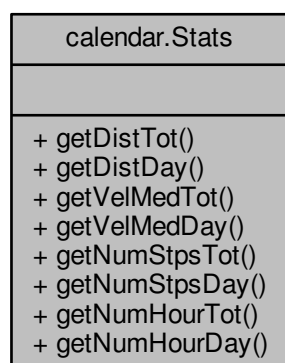 calendar.Stats
+ getDistTot()
+ getDistDay()
+ getVelMedTot()
+ getVelMedDay()
+ getNumStpsTot()
+ getNumStpsDay()
+ getNumHourTot()
+ getNumHourDay()